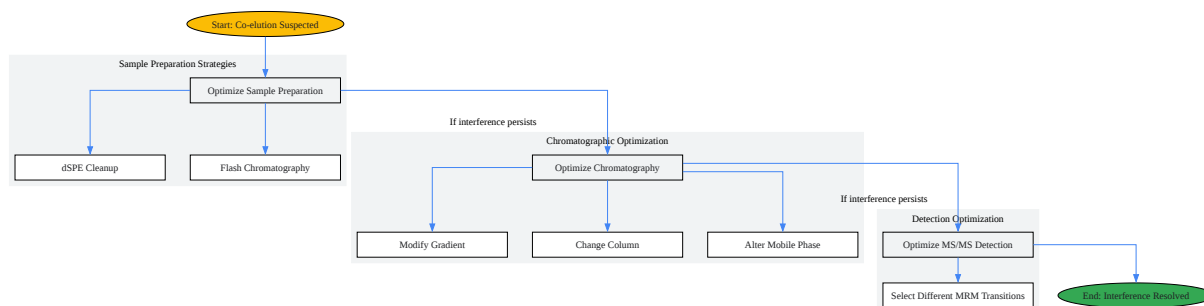 Start: Co-elution Suspected
Sample Preparation Strategies
Optimize Sample Preparation
If interference persists
Chromatographic Optimization
dSPE Cleanup
Flash Chromatography
Optimize Chromatography
If interference persists
Detection Optimization
Modify Gradient
Change Column
Alter Mobile Phase
Optimize MS/MS Detection
Select Different MRM Transitions
End: Interference Resolved